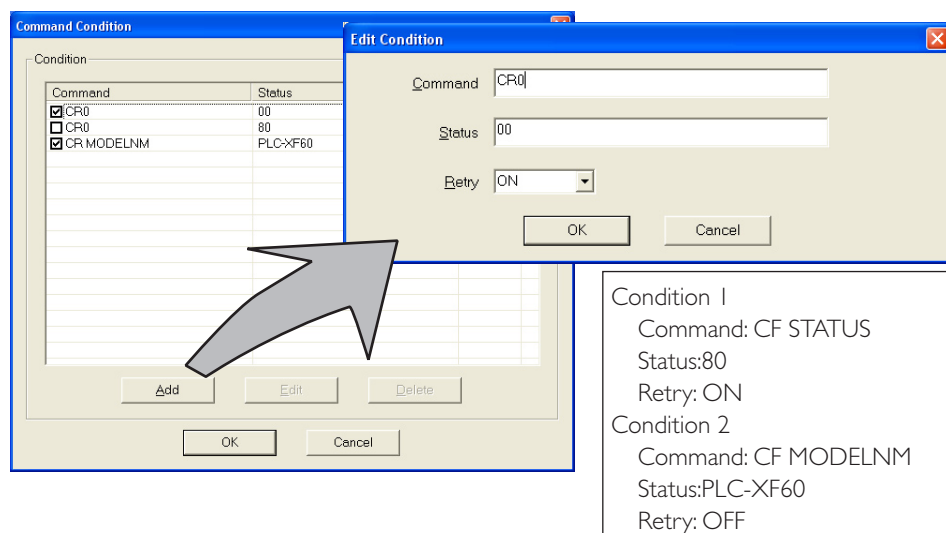 Command Condition
Condition
Command Status
CR0 00
CR0 80
CR MODELNM PLC-XF60
Add Edit Delete
OK Cancel
Edit Condition
Command CR0
Status 00
Retry ON
OK Cancel
Condition 1
Command: CF STATUS
Status:80
Retry: ON
Condition 2
Command: CF MODELNM
Status:PLC-XF60
Retry: OFF